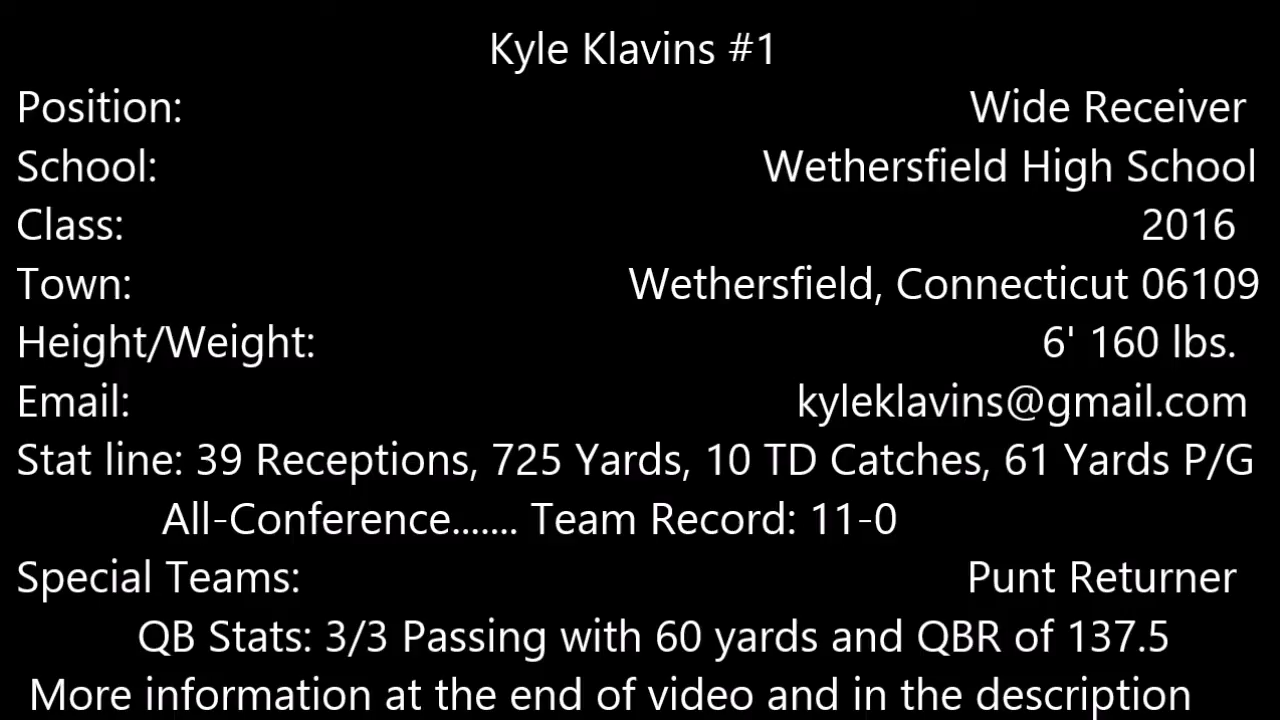 Kyle Klavins #1
Position: Wide Receiver
School: Wethersfield High School
Class: 2016
Town: Wethersfield, Connecticut 06109
Height/Weight: 6' 160 lbs.
Email: kyleklavins@gmail.com
Stat line: 39 Receptions, 725 Yards, 10 TD Catches, 61 Yards P/G
All-Conference....... Team Record: 11-0
Special Teams: Punt Returner
QB Stats: 3/3 Passing with 60 yards and QBR of 137.5
More information at the end of video and in the description